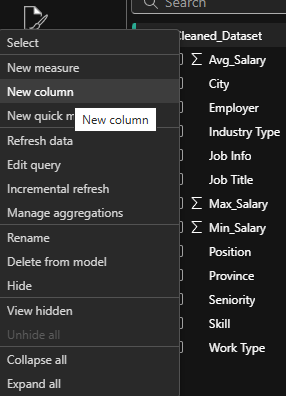 Search
Select
New measure
New column
New quick m
New column
Refresh data
Edit query
Incremental refresh
Manage aggregations
Rename
Delete from model
Hide
View hidden
Unhide all
Collapse all
Expand all
leaned_Dataset
Avg_Salary
City
Employer
Industry Type
Job Info
Job Title
Max_Salary
Min_Salary
Position
Province
Seniority
Skill
Work Type